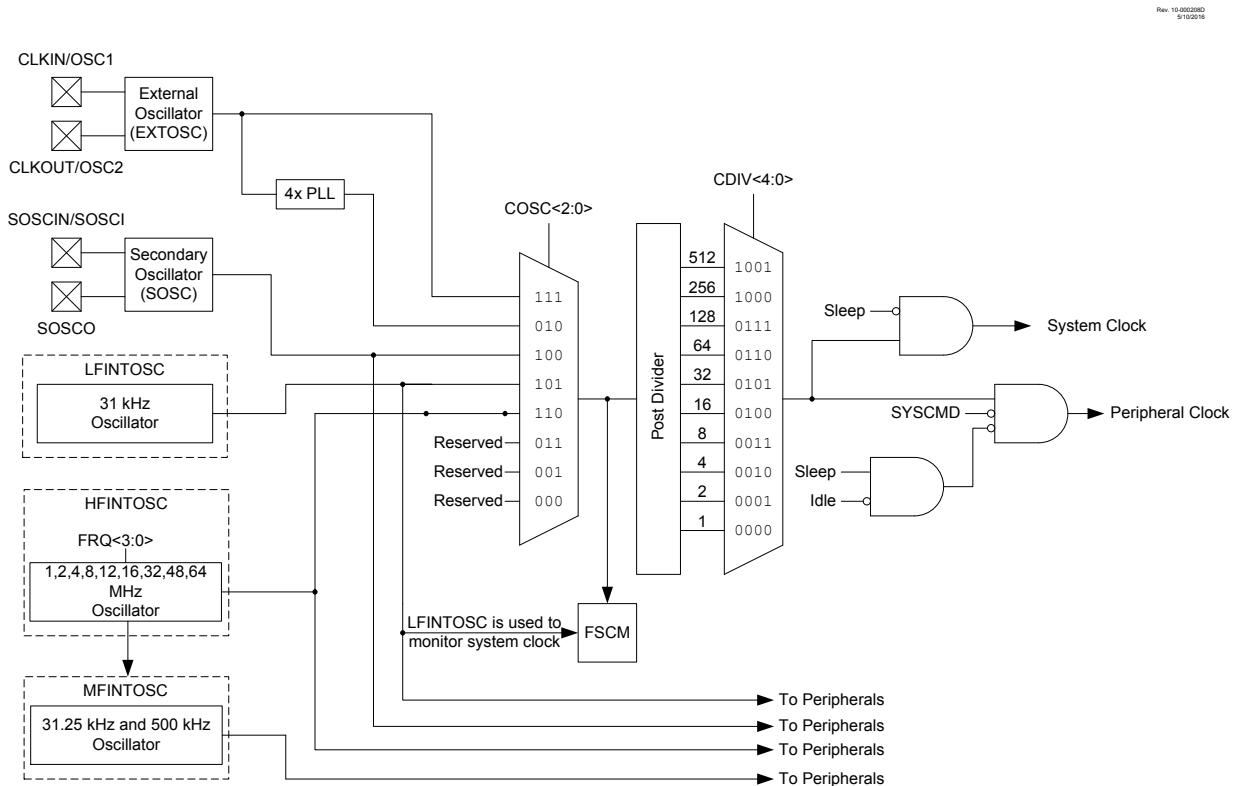 Rev. 10-000208D
5/10/2016
CLKIN/OSC1
External
Oscillator
(EXTOSC)
CLKOUT/OSC2
4x PLL
SOSCIN/SOSCI
Secondary
Oscillator
(SOSC)
SOSCO
LFINTOSC
31 kHz
Oscillator
HFINTOSC
FRQ<3:0>
1,2,4,8,12,16,32,48,64
MHz
Oscillator
MFINTOSC
31.25 kHz and 500 kHz
Oscillator
COSC<2:0>
111
010
100
101
110
Reserved 011
Reserved 001
Reserved 000
LFINTOSC is used to
monitor system clock
FSCM
Post Divider
CDIV<4:0>
512 1001
256 1000
128 0111
64 0110
32 0101
16 0100
8 0011
4 0010
2 0001
1 0000
Sleep
System Clock
SYSCMD
Peripheral Clock
Sleep
Idle
To Peripherals
To Peripherals
To Peripherals
To Peripherals